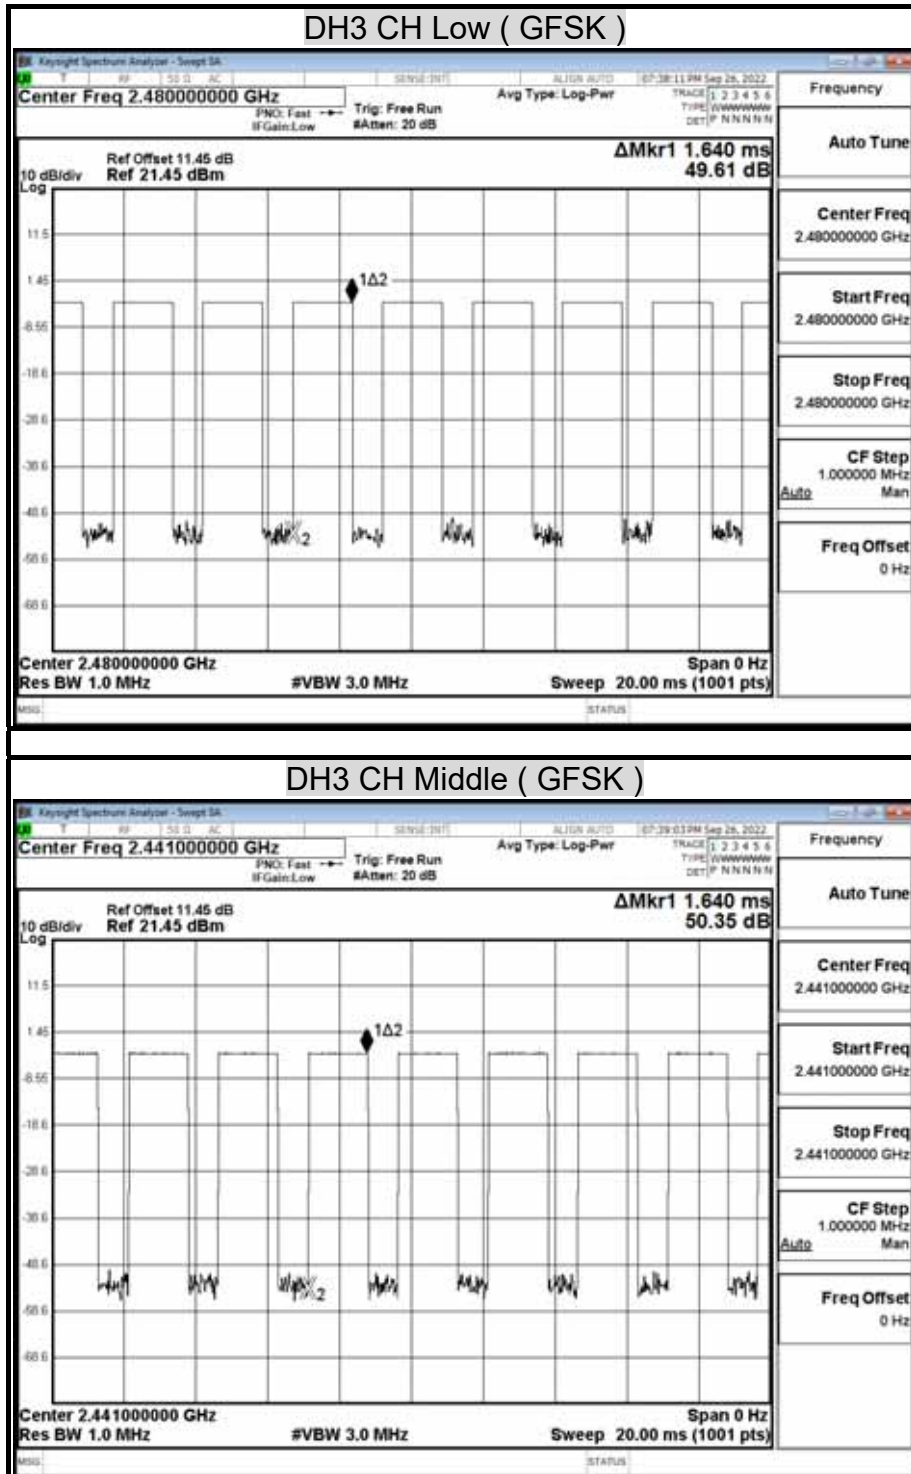 DH3 CH Low ( GFSK )
Keysight Spectrum Analyzer - Swept SA
T RF 50 Ω AC SENSE:INT ALIGN AUTO 07:38:11 PM Sep 26, 2022
Center Freq 2.480000000 GHz
PNO: Fast
IFGain:Low
Trig: Free Run
#Atten: 20 dB
Avg Type: Log-Pwr
TRACE 1 2 3 4 5 6
TYPE WWWWWW
DET P N N N N N
ΔMkr1 1.640 ms
49.61 dB
Ref Offset 11.45 dB
10 dB/div Ref 21.45 dBm
Log
11.5
1.45
1Δ2
-8.55
-18.6
-28.6
-38.6
-48.6
2
-58.6
-68.6
Center 2.480000000 GHz Span 0 Hz
Res BW 1.0 MHz #VBW 3.0 MHz Sweep 20.00 ms (1001 pts)
MSG STATUS
Frequency
Auto Tune
Center Freq
2.480000000 GHz
Start Freq
2.480000000 GHz
Stop Freq
2.480000000 GHz
CF Step
1.000000 MHz
Auto Man
Freq Offset
0 Hz
DH3 CH Middle ( GFSK )
Keysight Spectrum Analyzer - Swept SA
T RF 50 Ω AC SENSE:INT ALIGN AUTO 07:39:03 PM Sep 26, 2022
Center Freq 2.441000000 GHz
PNO: Fast
IFGain:Low
Trig: Free Run
#Atten: 20 dB
Avg Type: Log-Pwr
TRACE 1 2 3 4 5 6
TYPE WWWWWW
DET P N N N N N
ΔMkr1 1.640 ms
50.35 dB
Ref Offset 11.45 dB
10 dB/div Ref 21.45 dBm
Log
11.5
1.45
1Δ2
-8.55
-18.6
-28.6
-38.6
-48.6
2
-58.6
-68.6
Center 2.441000000 GHz Span 0 Hz
Res BW 1.0 MHz #VBW 3.0 MHz Sweep 20.00 ms (1001 pts)
MSG STATUS
Frequency
Auto Tune
Center Freq
2.441000000 GHz
Start Freq
2.441000000 GHz
Stop Freq
2.441000000 GHz
CF Step
1.000000 MHz
Auto Man
Freq Offset
0 Hz